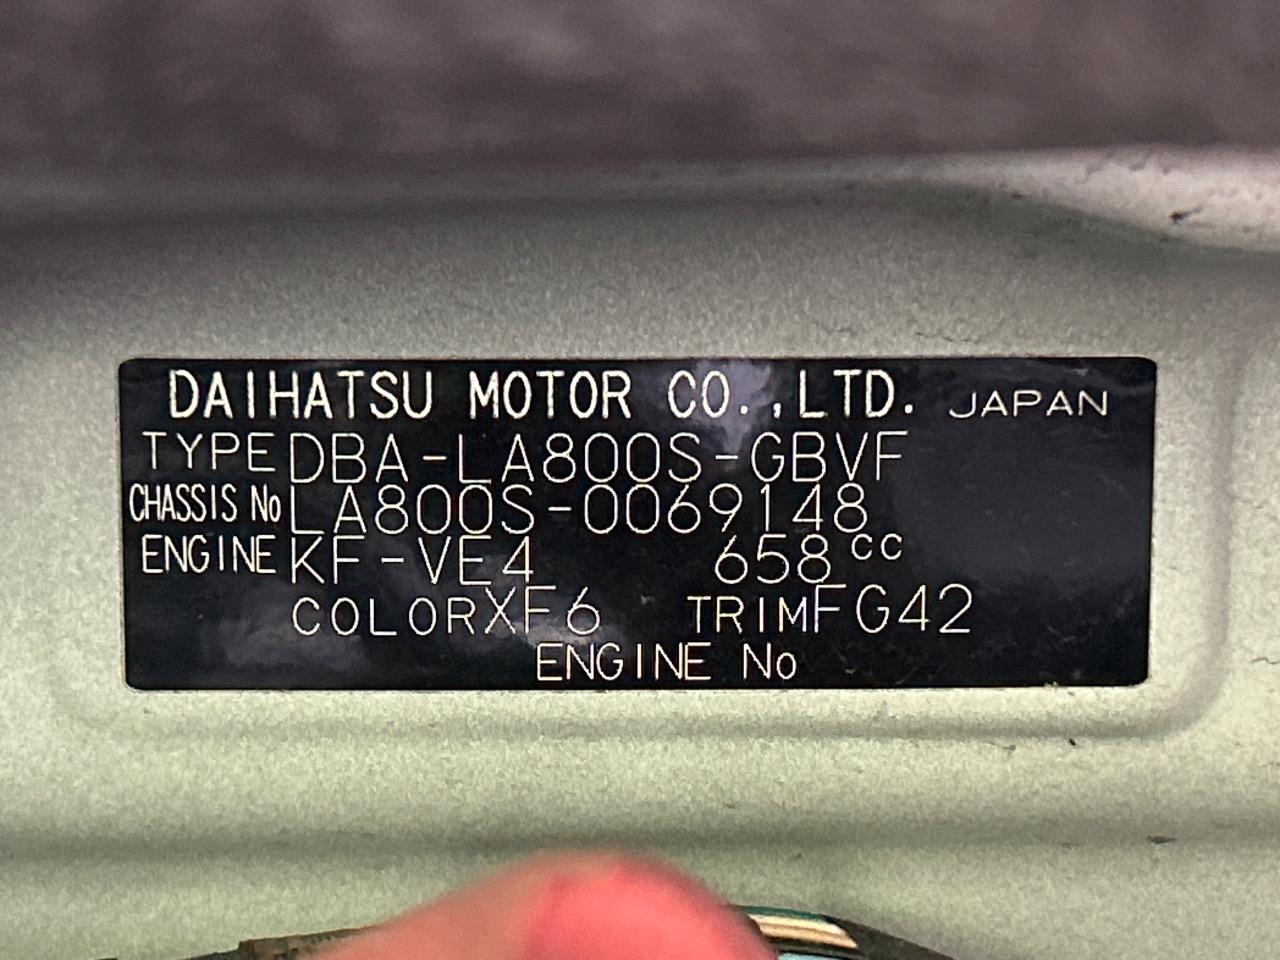 DAIHATSU MOTOR CO.,LTD. JAPAN
TYPE DBA-LA800S-GBVF
CHASSIS No LA800S-0069148
ENGINE KF-VE4 658cc
COLOR XF6 TRIM FG42
ENGINE No